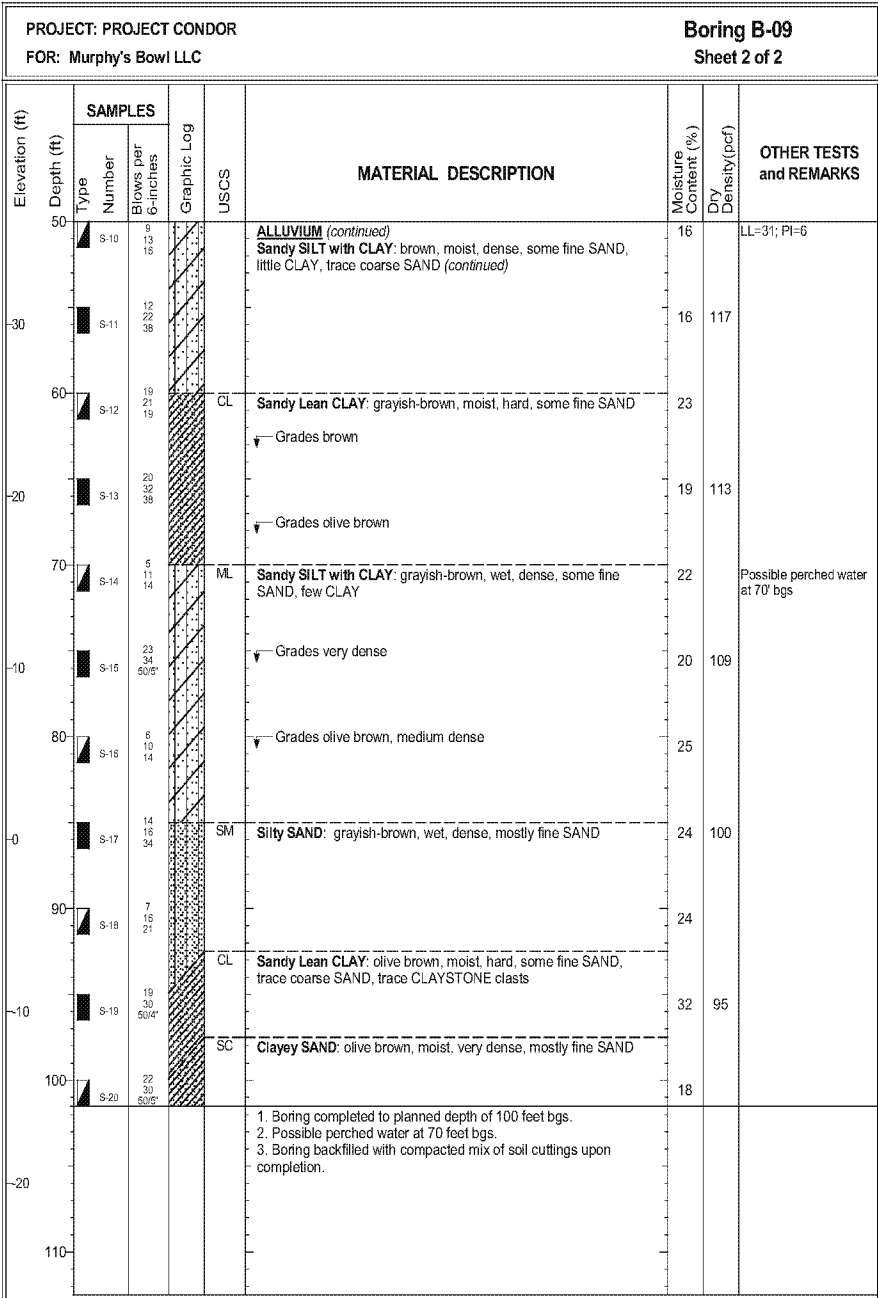 PROJECT: PROJECT CONDOR
FOR: Murphy's Bowl LLC
Boring B-09
Sheet 2 of 2
Elevation (ft)
Depth (ft)
SAMPLES
Type
Number
Blows per 6-inches
Graphic Log
USCS
MATERIAL DESCRIPTION
Moisture Content (%)
Dry Density(pcf)
OTHER TESTS and REMARKS
50
S-10
9
13
16
ALLUVIUM (continued)
Sandy SILT with CLAY: brown, moist, dense, some fine SAND,
little CLAY, trace coarse SAND (continued)
16
LL=31; PI=6
30
S-11
12
22
38
16
117
60
S-12
19
21
19
CL
Sandy Lean CLAY: grayish-brown, moist, hard, some fine SAND
23
Grades brown
20
S-13
20
32
38
19
113
Grades olive brown
70
S-14
5
11
14
ML
Sandy SILT with CLAY: grayish-brown, wet, dense, some fine
SAND, few CLAY
22
Possible perched water
at 70' bgs
10
S-15
23
34
50/5"
Grades very dense
20
109
80
S-16
6
10
14
Grades olive brown, medium dense
25
0
S-17
14
16
34
SM
Silty SAND: grayish-brown, wet, dense, mostly fine SAND
24
100
90
S-18
7
16
21
24
CL
Sandy Lean CLAY: olive brown, moist, hard, some fine SAND,
trace coarse SAND, trace CLAYSTONE clasts
-10
S-19
19
30
50/4"
32
95
SC
Clayey SAND: olive brown, moist, very dense, mostly fine SAND
100
S-20
22
30
50/5"
18
1. Boring completed to planned depth of 100 feet bgs.
2. Possible perched water at 70 feet bgs.
3. Boring backfilled with compacted mix of soil cuttings upon
completion.
-20
110